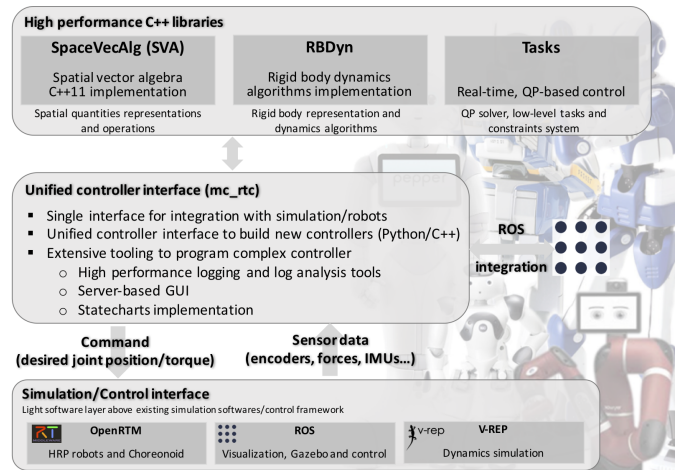 High performance C++ libraries
SpaceVecAlg (SVA)
Spatial vector algebra
C++11 implementation
Spatial quantities representations
and operations
RBDyn
Rigid body dynamics
algorithms implementation
Rigid body representation and
dynamics algorithms
Tasks
Real-time, QP-based control
QP solver, low-level tasks and
constraints system
pepper
Unified controller interface (mc_rtc)
▪ Single interface for integration with simulation/robots
▪ Unified controller interface to build new controllers (Python/C++)
▪ Extensive tooling to program complex controller
o High performance logging and log analysis tools
o Server-based GUI
o Statecharts implementation
ROS
integration
Command
(desired joint position/torque)
Sensor data
(encoders, forces, IMUs...)
Simulation/Control interface
Light software layer above existing simulation softwares/control framework
RT
OpenRTM
HRP robots and Choreonoid
ROS
Visualization, Gazebo and control
v-rep
V-REP
Dynamics simulation